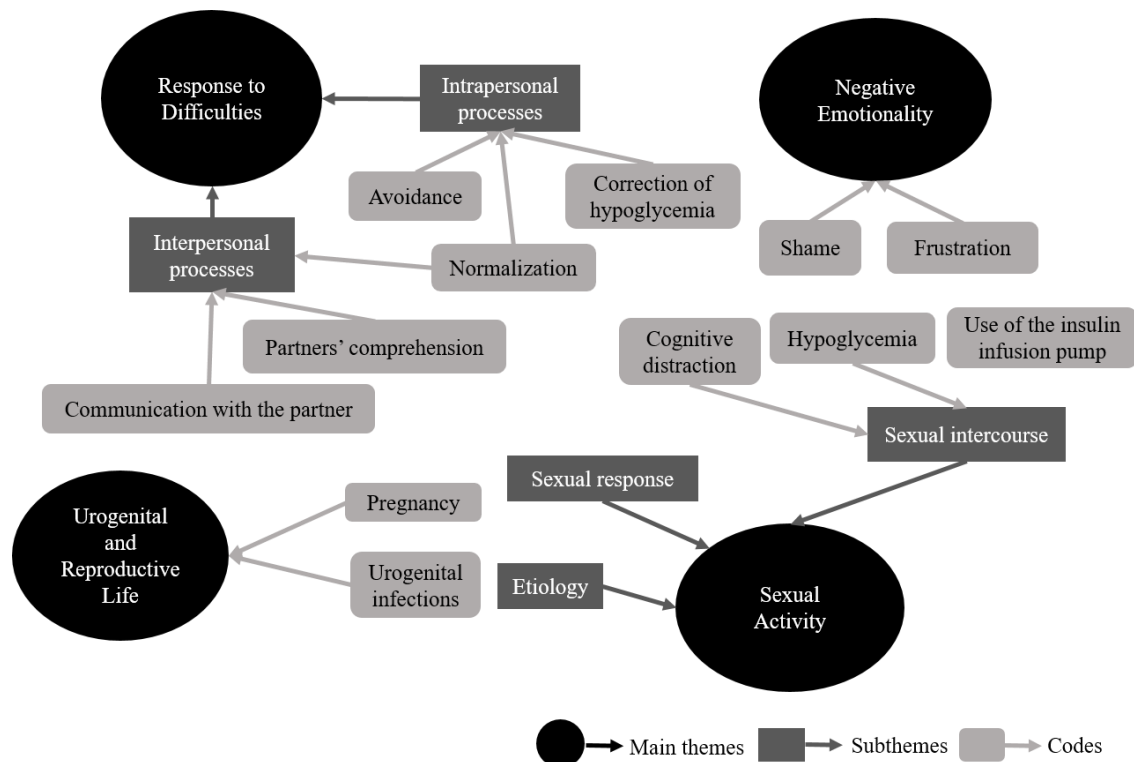 Response to
Difficulties
Intrapersonal
processes
Negative
Emotionality
Avoidance
Correction of
hypoglycemia
Interpersonal
processes
Normalization
Shame
Frustration
Partners’ comprehension
Communication with the partner
Cognitive
distraction
Hypoglycemia
Use of the insulin
infusion pump
Sexual intercourse
Sexual response
Urogenital
and
Reproductive
Life
Pregnancy
Urogenital
infections
Etiology
Sexual
Activity
Main themes
Subthemes
Codes